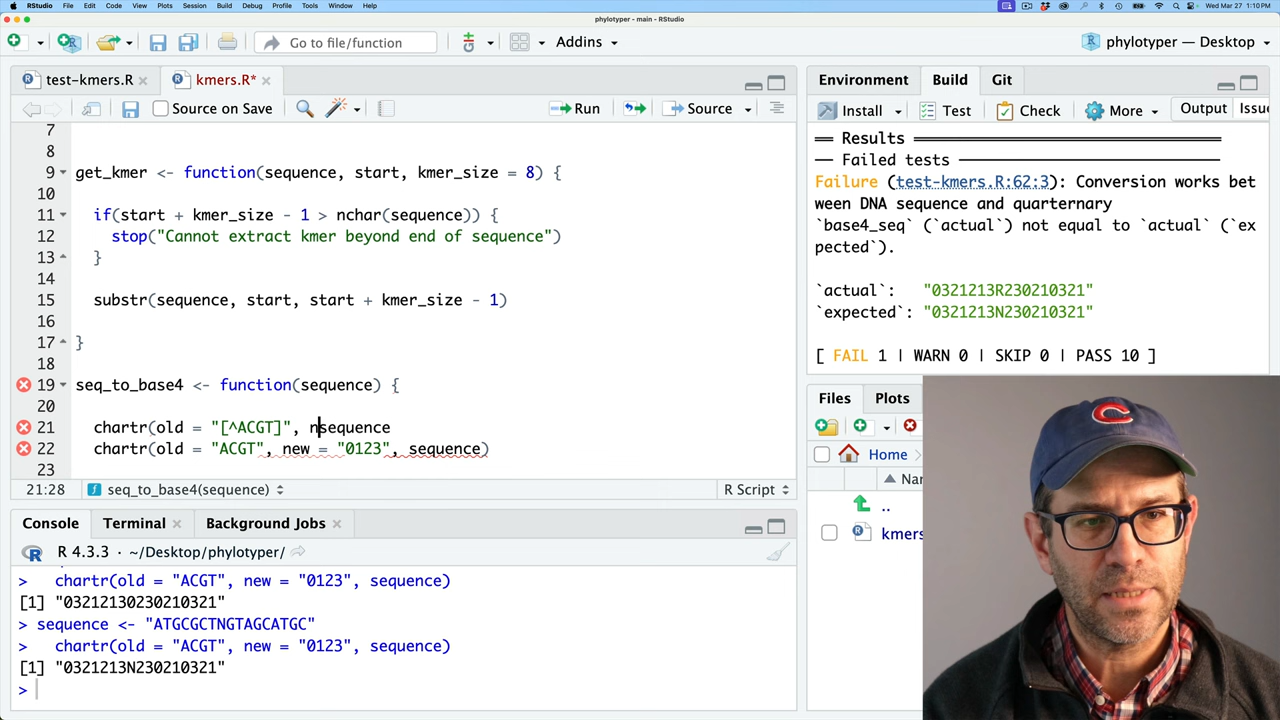 RStudio File Edit Code View Plots Session Build Debug Profile Tools Window Help
Wed Mar 27 1:10 PM
phylotyper - main - RStudio
Go to file/function
Addins
phylotyper — Desktop
test-kmers.R
kmers.R*
Source on Save
Run
Source
7
8
9 get_kmer <- function(sequence, start, kmer_size = 8) {
10
11 if(start + kmer_size - 1 > nchar(sequence)) {
12 stop("Cannot extract kmer beyond end of sequence")
13 }
14
15 substr(sequence, start, start + kmer_size - 1)
16
17 }
18
19 seq_to_base4 <- function(sequence) {
20
21 chartr(old = "[^ACGT]", nsequence
22 chartr(old = "ACGT", new = "0123", sequence)
23
21:28 seq_to_base4(sequence) R Script
Console Terminal Background Jobs
R 4.3.3 · ~/Desktop/phylotyper/
> chartr(old = "ACGT", new = "0123", sequence)
[1] "03212130230210321"
> sequence <- "ATGCGCTNGTAGCATGC"
> chartr(old = "ACGT", new = "0123", sequence)
[1] "0321213N230210321"
>
Environment Build Git
Install Test Check More Output Issue
══ Results ══════════════════════
── Failed tests ──────────────────
Failure (test-kmers.R:62:3): Conversion works bet
ween DNA sequence and quarternary
`base4_seq` (`actual`) not equal to `actual` (`ex
pected`).
`actual`: "0321213R230210321"
`expected`: "0321213N230210321"
[ FAIL 1 | WARN 0 | SKIP 0 | PASS 10 ]
Files Plots
Home
Nar
..
kmers